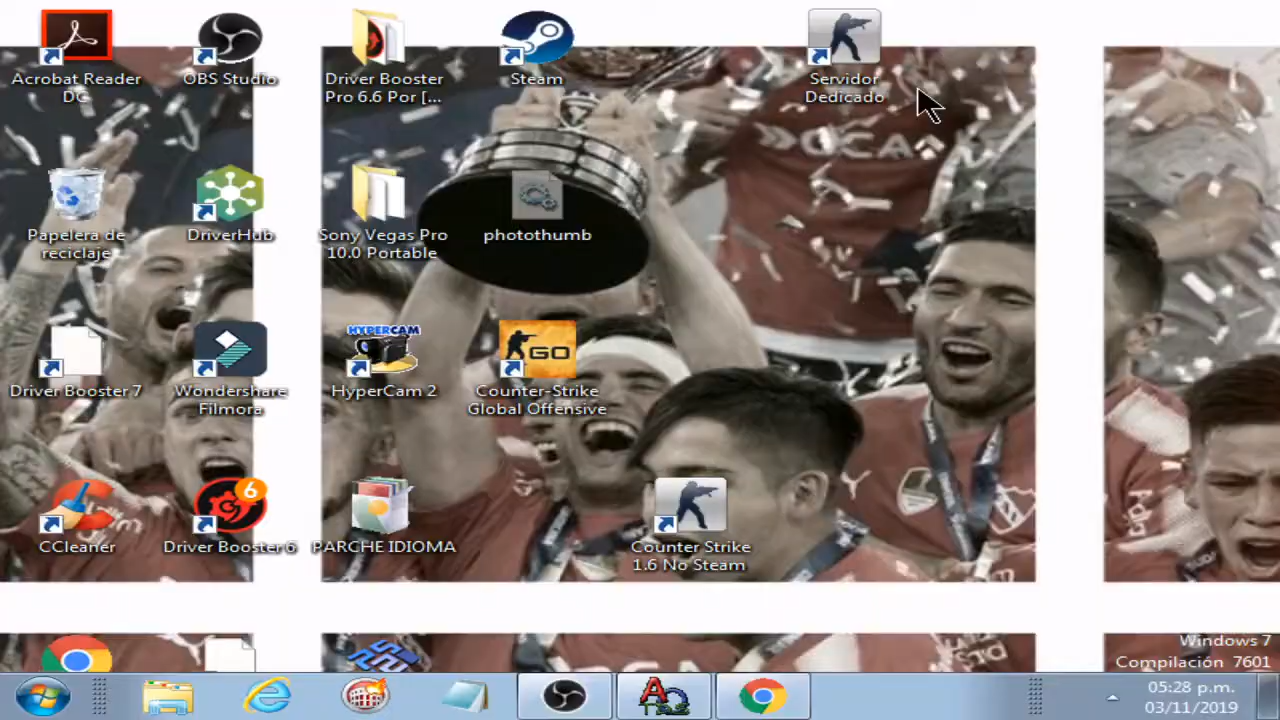 Acrobat Reader
DC
OBS Studio
Driver Booster
Pro 6.6 Por [...
Steam
Servidor
Dedicado
OCA
Papelera de
reciclaje
DriverHub
Sony Vegas Pro
10.0 Portable
photothumb
HYPERCAM
GO
Driver Booster 7
Wondershare
Filmora
HyperCam 2
Counter-Strike
Global Offensive
6
CCleaner
Driver Booster 6
PARCHE IDIOMA
Counter Strike
1.6 No Steam
Windows 7
Compilación 7601
05:28 p.m.
03/11/2019